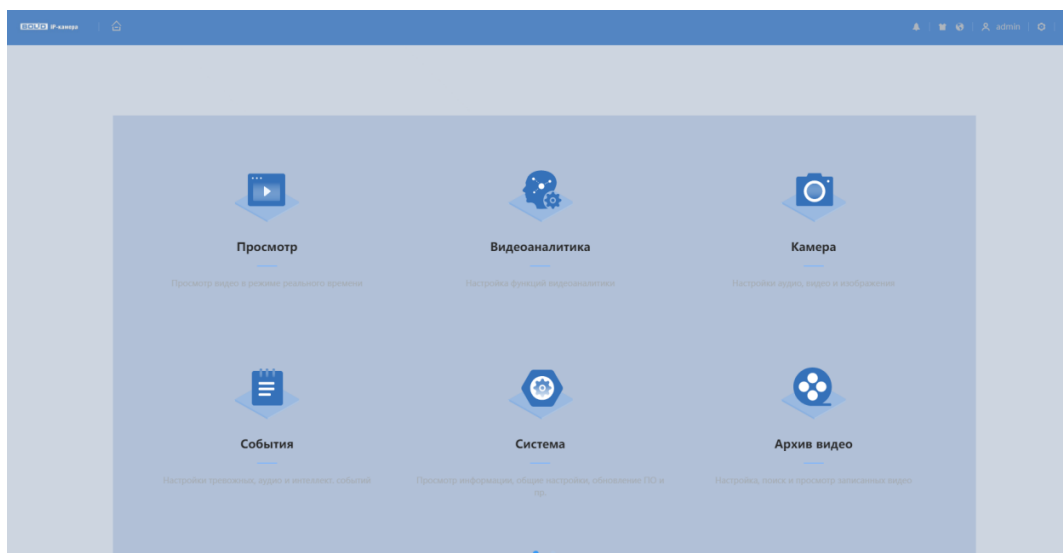 BOLID IP-камера
admin
Просмотр
Видеоаналитика
Камера
Просмотр видео в режиме реального времени
Настройка функций видеоаналитики
Настройки аудио, видео и изображения
События
Система
Архив видео
Настройки тревожных, аудио и интеллект. событий
Просмотр информации, общие настройки, обновление ПО и
пр.
Настройка, поиск и просмотр записанных видео